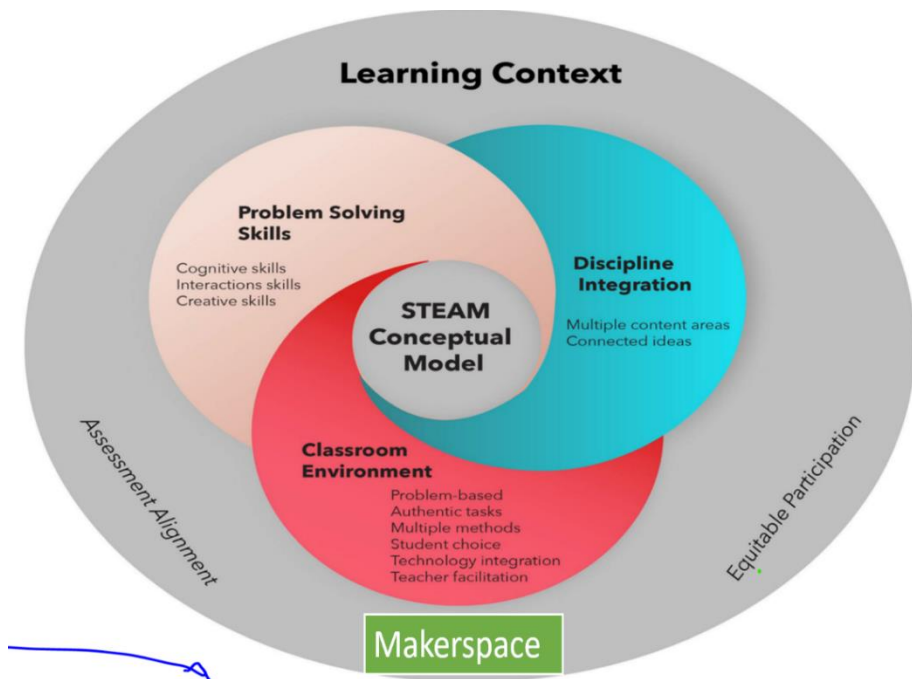 Learning Context
Problem Solving
Skills
Cognitive skills
Interactions skills
Creative skills
Discipline
Integration
Multiple content areas
Connected ideas
STEAM
Conceptual
Model
Classroom
Environment
Problem-based
Authentic tasks
Multiple methods
Student choice
Technology integration
Teacher facilitation
Assessment Alignment
Equitable Participation
Makerspace